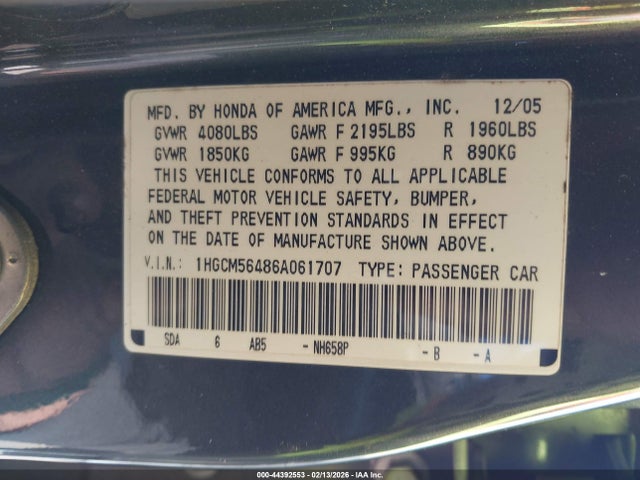 MFD. BY HONDA OF AMERICA MFG., INC. 12/05
GVWR 4080LBS GAWR F 2195LBS R 1960LBS
GVWR 1850KG GAWR F 995KG R 890KG
THIS VEHICLE CONFORMS TO ALL APPLICABLE
FEDERAL MOTOR VEHICLE SAFETY, BUMPER,
AND THEFT PREVENTION STANDARDS IN EFFECT
ON THE DATE OF MANUFACTURE SHOWN ABOVE.
V.I.N.: 1HGCM56486A061707 TYPE: PASSENGER CAR
SDA 6 AB5 - NH658P - B - A
000-44392553 - 02/13/2026 - COPYRIGHT IAA, INC.